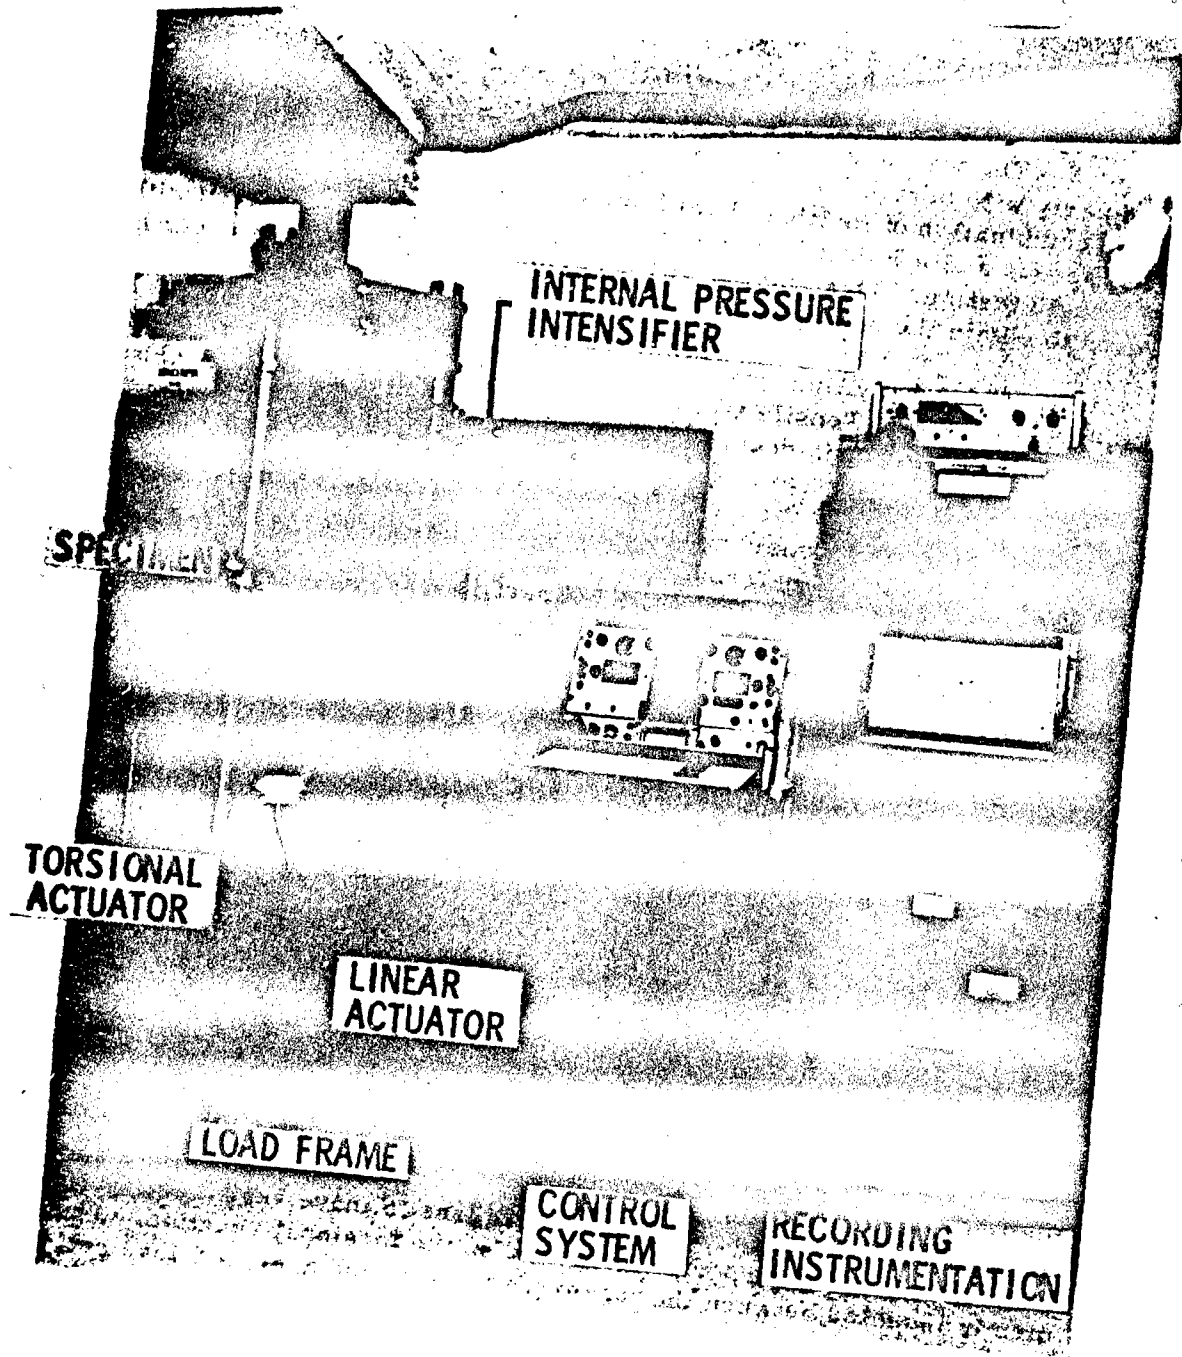 INTERNAL PRESSURE
INTENSIFIER
SPECIMEN
TORSIONAL
ACTUATOR
LINEAR
ACTUATOR
LOAD FRAME
CONTROL
SYSTEM
RECORDING
INSTRUMENTATION